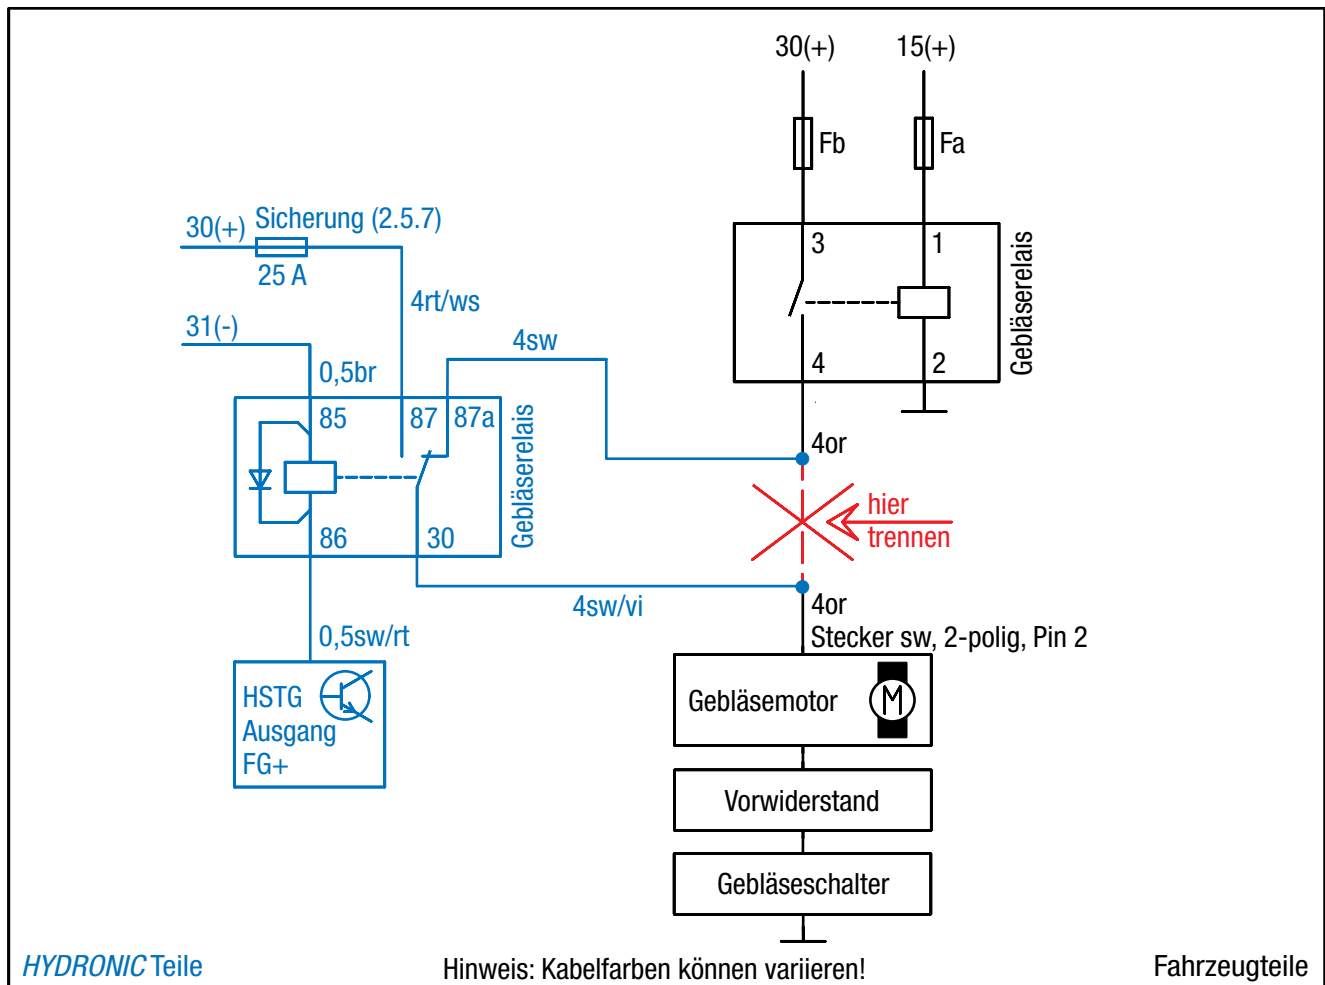 30(+)
15(+)
Fb
Fa
3
1
4
2
Gebläserelais
30(+)
Sicherung (2.5.7)
25 A
4rt/ws
31(-)
0,5br
4sw
85
87
87a
86
30
Gebläserelais
4or
hier
trennen
4sw/vi
4or
Stecker sw, 2-polig, Pin 2
0,5sw/rt
HSTG
Ausgang
FG+
Gebläsemotor
M
Vorwiderstand
Gebläseschalter
HYDRONIC Teile
Hinweis: Kabelfarben können variieren!
Fahrzeugteile